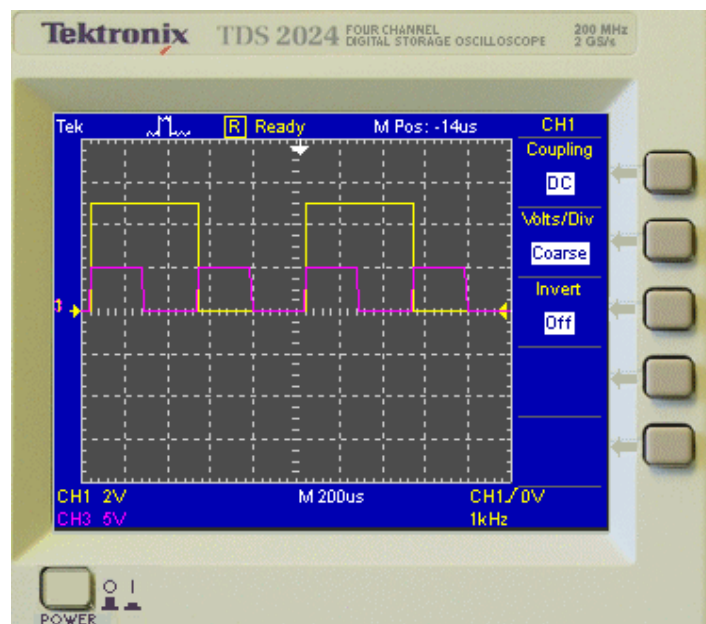 Tektronix TDS 2024 FOUR CHANNEL DIGITAL STORAGE OSCILLOSCOPE 200 MHz 2 GS/s
Tek R Ready M Pos: -14us CH1
Coupling
DC
Volts/Div
Coarse
Invert
Off
CH1 2V M 200us CH1 0V
CH3 5V 1kHz
POWER